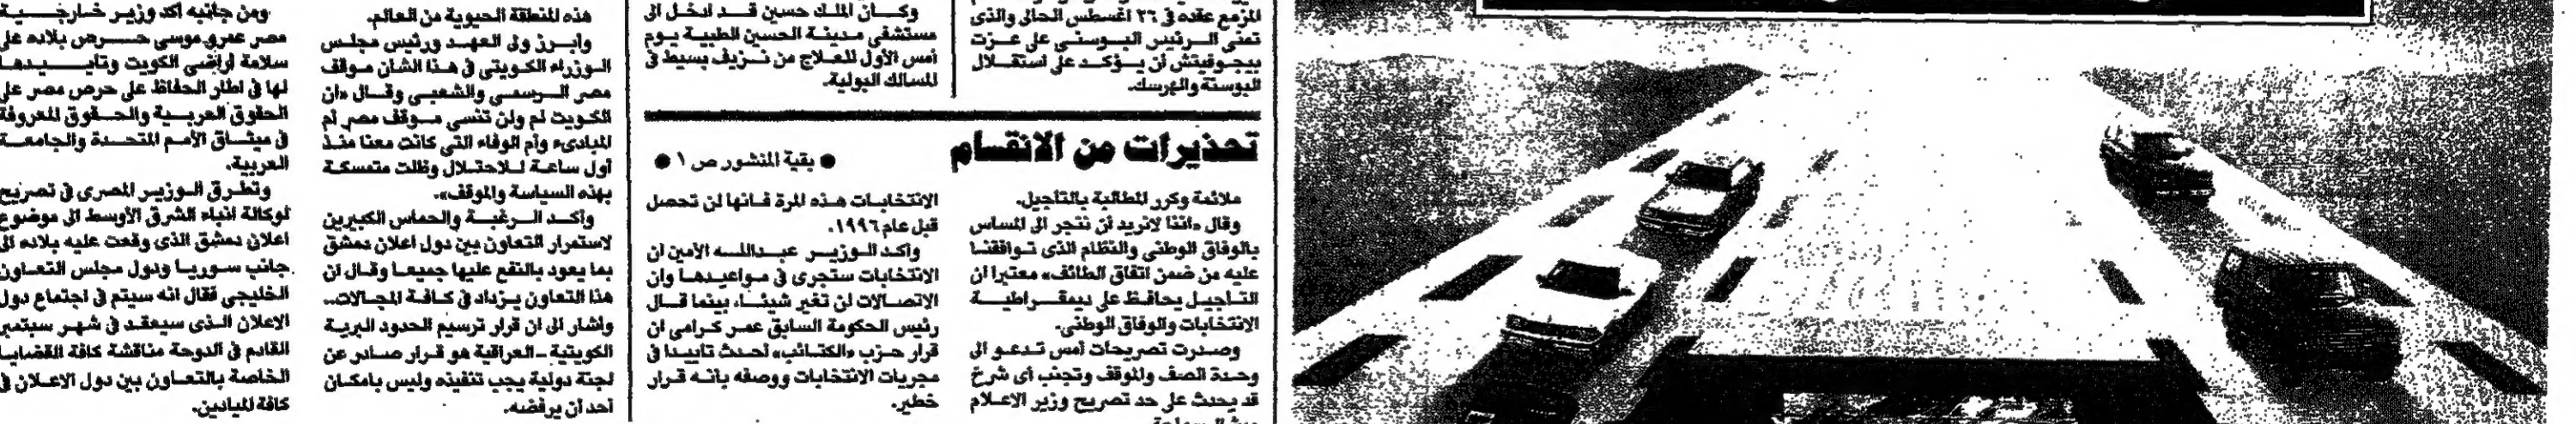 المزمع عقده في ٢٦ اغسطس الحالي والذي
تمنى الرئيس البوسني علي عزت
بيجوفيتش أن يؤكد على استقلال
البوسنة والهرسك.
وكان الملك حسين قد ادخل الى
مستشفى مدينة الحسين الطبية يوم
أمس الأول للعلاج من نزيف بسيط في
المسالك البولية.
تحذيرات من الانقسام
● بقية المنشور ص ١ ●
ملائمة وكرر المطالبة بالتأجيل.
وقال «اننا لانريد أن ننجر الى المساس
بالوفاق الوطني والنظام الذي توافقنا
عليه من ضمن اتفاق الطائف» معتبرا ان
التأجيل يحافظ على ديمقراطية
الانتخابات والوفاق الوطني.
وصدرت تصريحات أمس تدعو الى
وحدة الصف والموقف وتجنب أي شرخ
قد يحدث على حد تصريح وزير الاعلام
الانتخابات هذه المرة فانها لن تحصل
قبل عام ١٩٩٦.
واكد الوزير عبدالله الأمين ان
الانتخابات ستجرى في مواعيدها وان
الاتصالات لن تغير شيئا، بينما قال
رئيس الحكومة السابق عمر كرامي ان
قرار حزب «الكتائب» أحدث تاييدا في
مجريات الانتخابات ووصفه بانه قرار
خطير.
هذه المنطقة الحيوية من العالم.
وأبرز ولي العهد ورئيس مجلس
الوزراء الكويتي في هذا الشان موقف
مصر الرسمي والشعبي وقال «ان
الكويت لم ولن تنسى موقف مصر أم
المبادىء وأم الوفاء التي كانت معنا منذ
أول ساعة للاحتلال وظلت متمسكة
بهذه السياسة والموقف».
وأكد الرغبة والحماس الكبيرين
لاستمرار التعاون بين دول اعلان دمشق
بما يعود بالنفع عليها جميعا وقال ان
هذا التعاون يزداد في كافة المجالات..
واشار الى ان قرار ترسيم الحدود البرية
الكويتية - العراقية هو قرار صادر عن
لجنة دولية يجب تنفيذه وليس بامكان
أحد أن يرفضه.
ومن جانبه أكد وزير خارجية
مصر عمرو موسى حرص بلاده على
سلامة أراضي الكويت وتاييدها
لها في اطار الحفاظ على حرص مصر على
الحقوق العربية والحقوق المعروفة
في ميثاق الأمم المتحدة والجامعة
العربية.
وتطرق الوزير المصري في تصريح
لوكالة انباء الشرق الأوسط الى موضوع
اعلان دمشق الذي وقعت عليه بلاده الى
جانب سوريا ودول مجلس التعاون
الخليجي فقال انه سيتم في اجتماع دول
الاعلان الذي سيعقد في شهر سبتمبر
القادم في الدوحة مناقشة كافة القضايا
الخاصة بالتعاون بين دول الاعلان في
كافة الميادين.